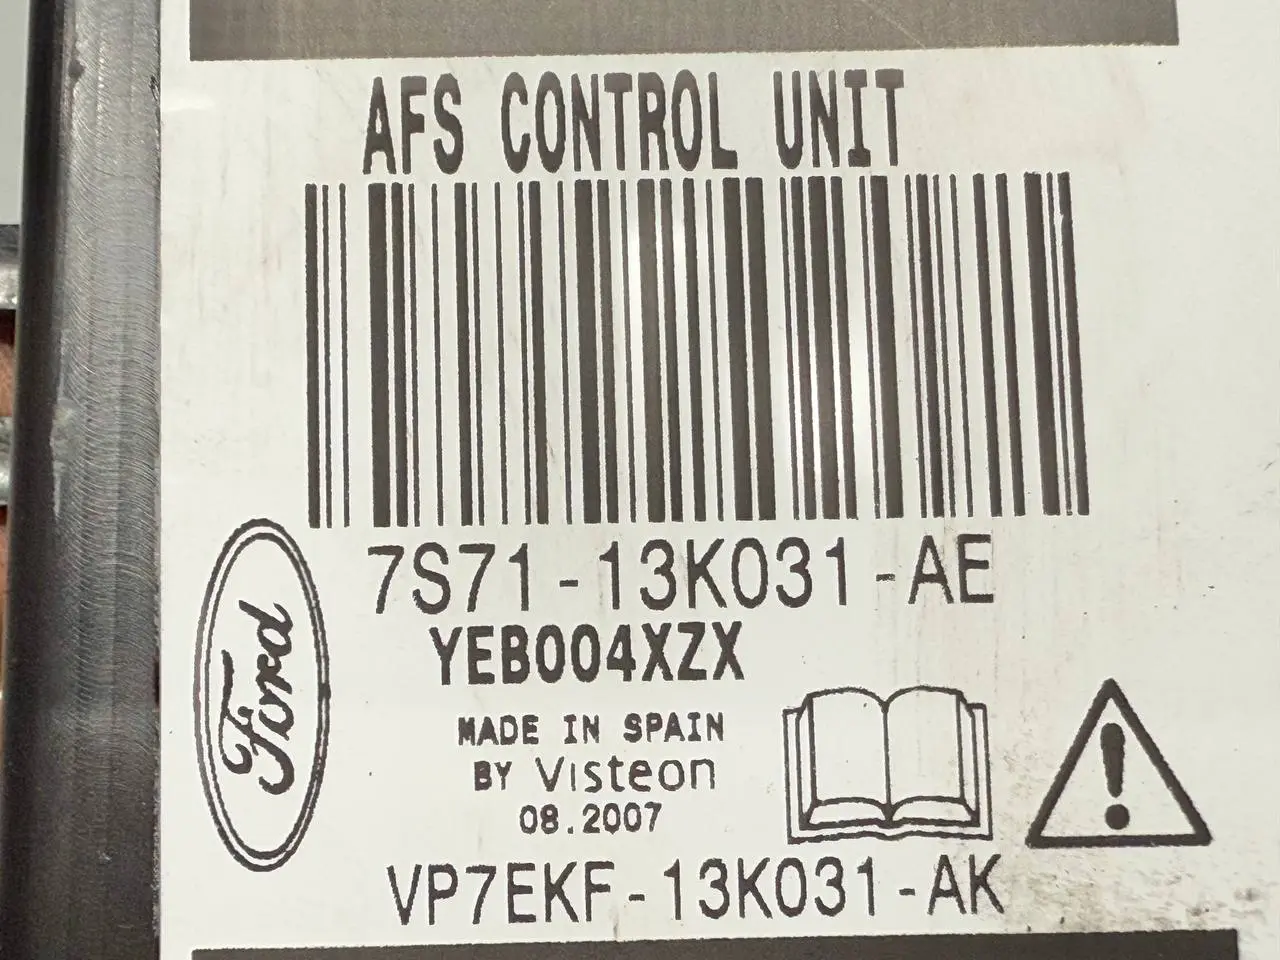 AFS CONTROL UNIT
7S71-13K031-AE
YEB004XZX
Ford
MADE IN SPAIN
BY Visteon
08.2007
VP7EKF-13K031-AK